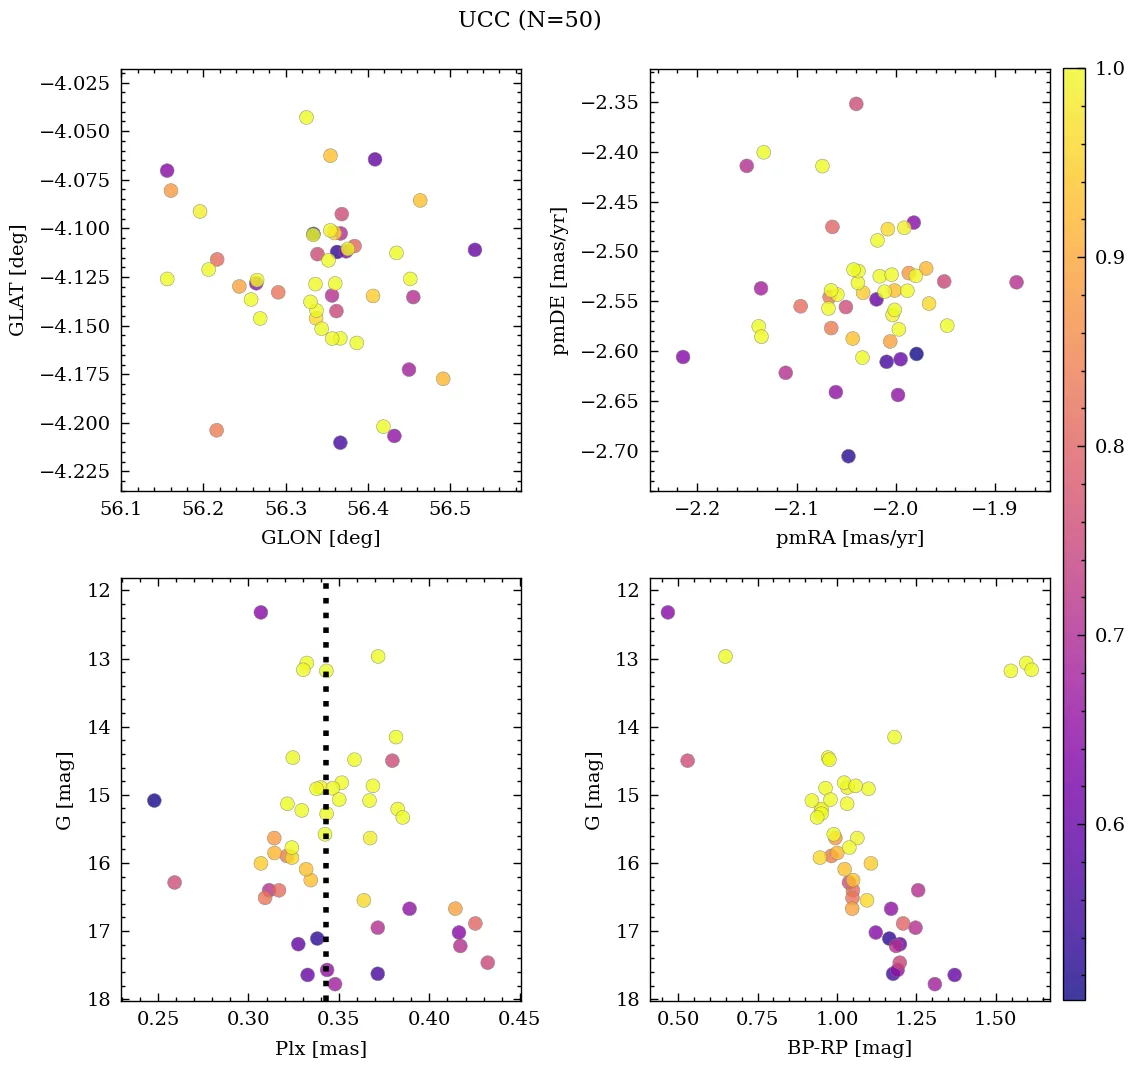 UCC (N=50)
−4.025
−4.050
−4.075
−4.100
−4.125
−4.150
−4.175
−4.200
−4.225
GLAT [deg]
56.1 56.2 56.3 56.4 56.5
GLON [deg]
−2.35
−2.40
−2.45
−2.50
−2.55
−2.60
−2.65
−2.70
pmDE [mas/yr]
−2.2 −2.1 −2.0 −1.9
pmRA [mas/yr]
12
13
14
15
16
17
18
G [mag]
0.25 0.30 0.35 0.40 0.45
Plx [mas]
12
13
14
15
16
17
18
G [mag]
0.50 0.75 1.00 1.25 1.50
BP-RP [mag]
1.0
0.9
0.8
0.7
0.6